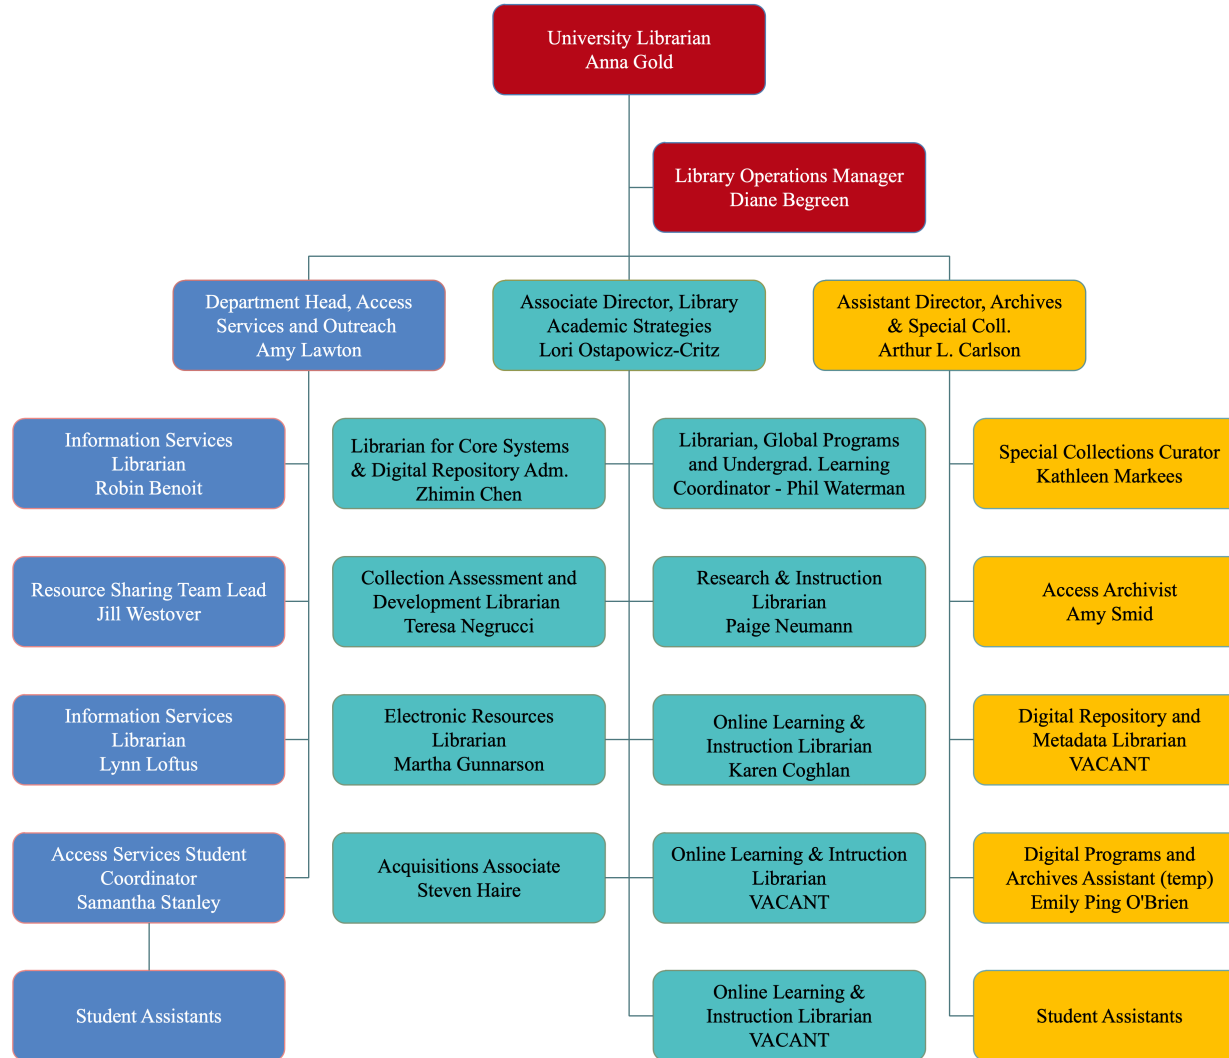 University Librarian
Anna Gold
Library Operations Manager
Diane Begreen
Department Head, Access
Services and Outreach
Amy Lawton
Associate Director, Library
Academic Strategies
Lori Ostapowicz-Critz
Assistant Director, Archives
& Special Coll.
Arthur L. Carlson
Information Services
Librarian
Robin Benoit
Librarian for Core Systems
& Digital Repository Adm.
Zhimin Chen
Librarian, Global Programs
and Undergrad. Learning
Coordinator - Phil Waterman
Special Collections Curator
Kathleen Markees
Resource Sharing Team Lead
Jill Westover
Collection Assessment and
Development Librarian
Teresa Negrucci
Research & Instruction
Librarian
Paige Neumann
Access Archivist
Amy Smid
Information Services
Librarian
Lynn Loftus
Electronic Resources
Librarian
Martha Gunnarson
Online Learning &
Instruction Librarian
Karen Coghlan
Digital Repository and
Metadata Librarian
VACANT
Access Services Student
Coordinator
Samantha Stanley
Acquisitions Associate
Steven Haire
Online Learning & Intruction
Librarian
VACANT
Digital Programs and
Archives Assistant (temp)
Emily Ping O'Brien
Student Assistants
Online Learning &
Instruction Librarian
VACANT
Student Assistants